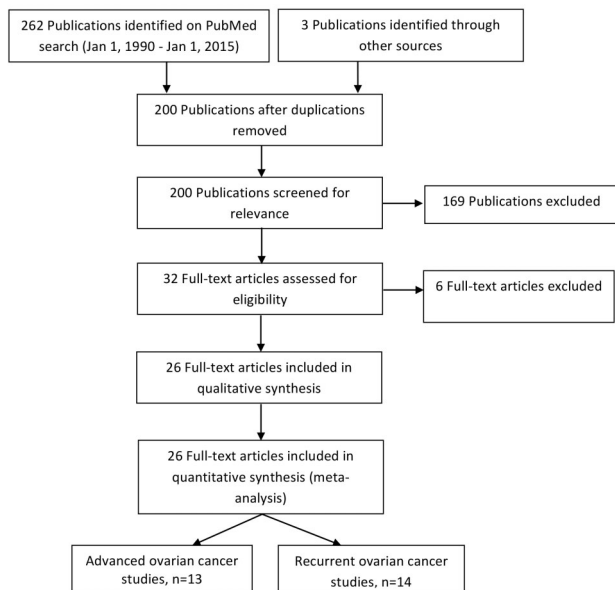 262 Publications identified on PubMed
search (Jan 1, 1990 - Jan 1, 2015)
3 Publications identified through
other sources
200 Publications after duplications
removed
200 Publications screened for
relevance
169 Publications excluded
32 Full-text articles assessed for
eligibility
6 Full-text articles excluded
26 Full-text articles included in
qualitative synthesis
26 Full-text articles included in
quantitative synthesis (meta-
analysis)
Advanced ovarian cancer
studies, n=13
Recurrent ovarian cancer
studies, n=14